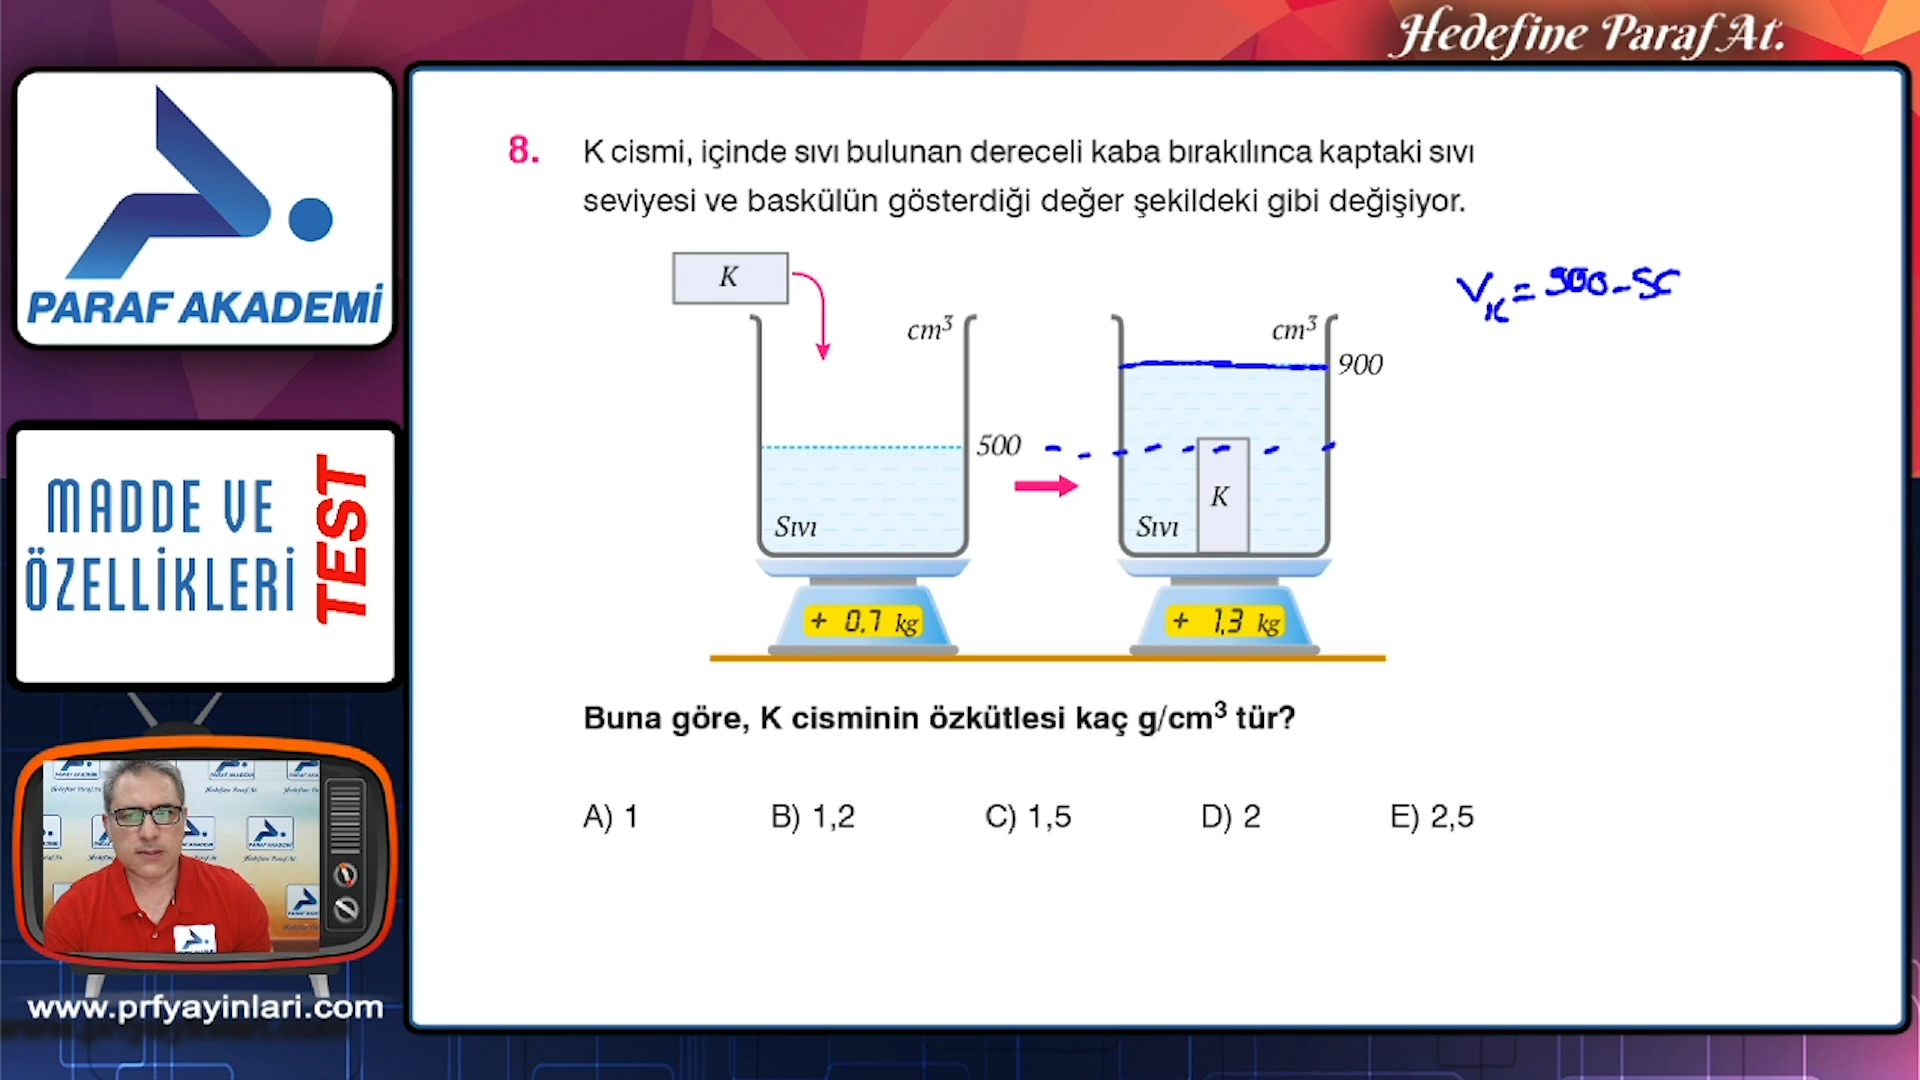 Hedefine Paraf At.
PARAF AKADEMİ
MADDE VE
ÖZELLİKLERİ
TEST
www.prfyayinlari.com
8. K cismi, içinde sıvı bulunan dereceli kaba bırakılınca kaptaki sıvı
seviyesi ve baskülün gösterdiği değer şekildeki gibi değişiyor.
K
cm³
500
Sıvı
+ 0.7 kg
cm³
900
K
Sıvı
+ 1,3 kg
V_K = 900-50
Buna göre, K cisminin özkütlesi kaç g/cm³ tür?
A) 1 B) 1,2 C) 1,5 D) 2 E) 2,5